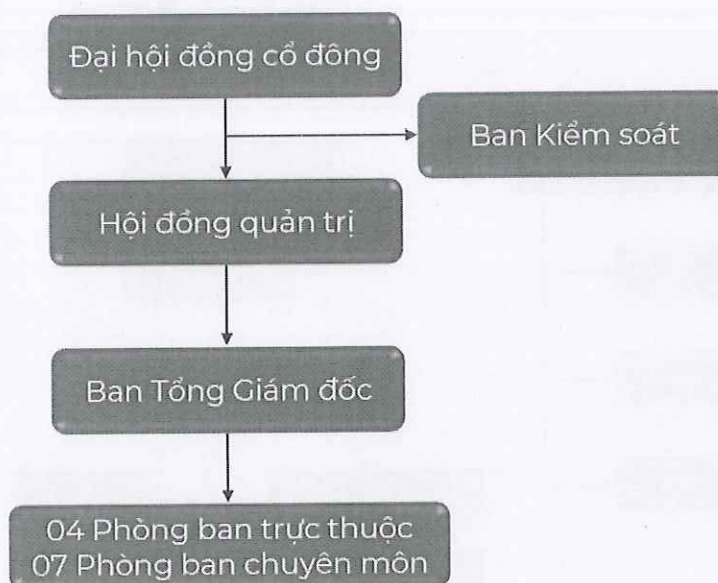 Đại hội đồng cổ đông
Ban Kiểm soát
Hội đồng quản trị
Ban Tổng Giám đốc
04 Phòng ban trực thuộc
07 Phòng ban chuyên môn